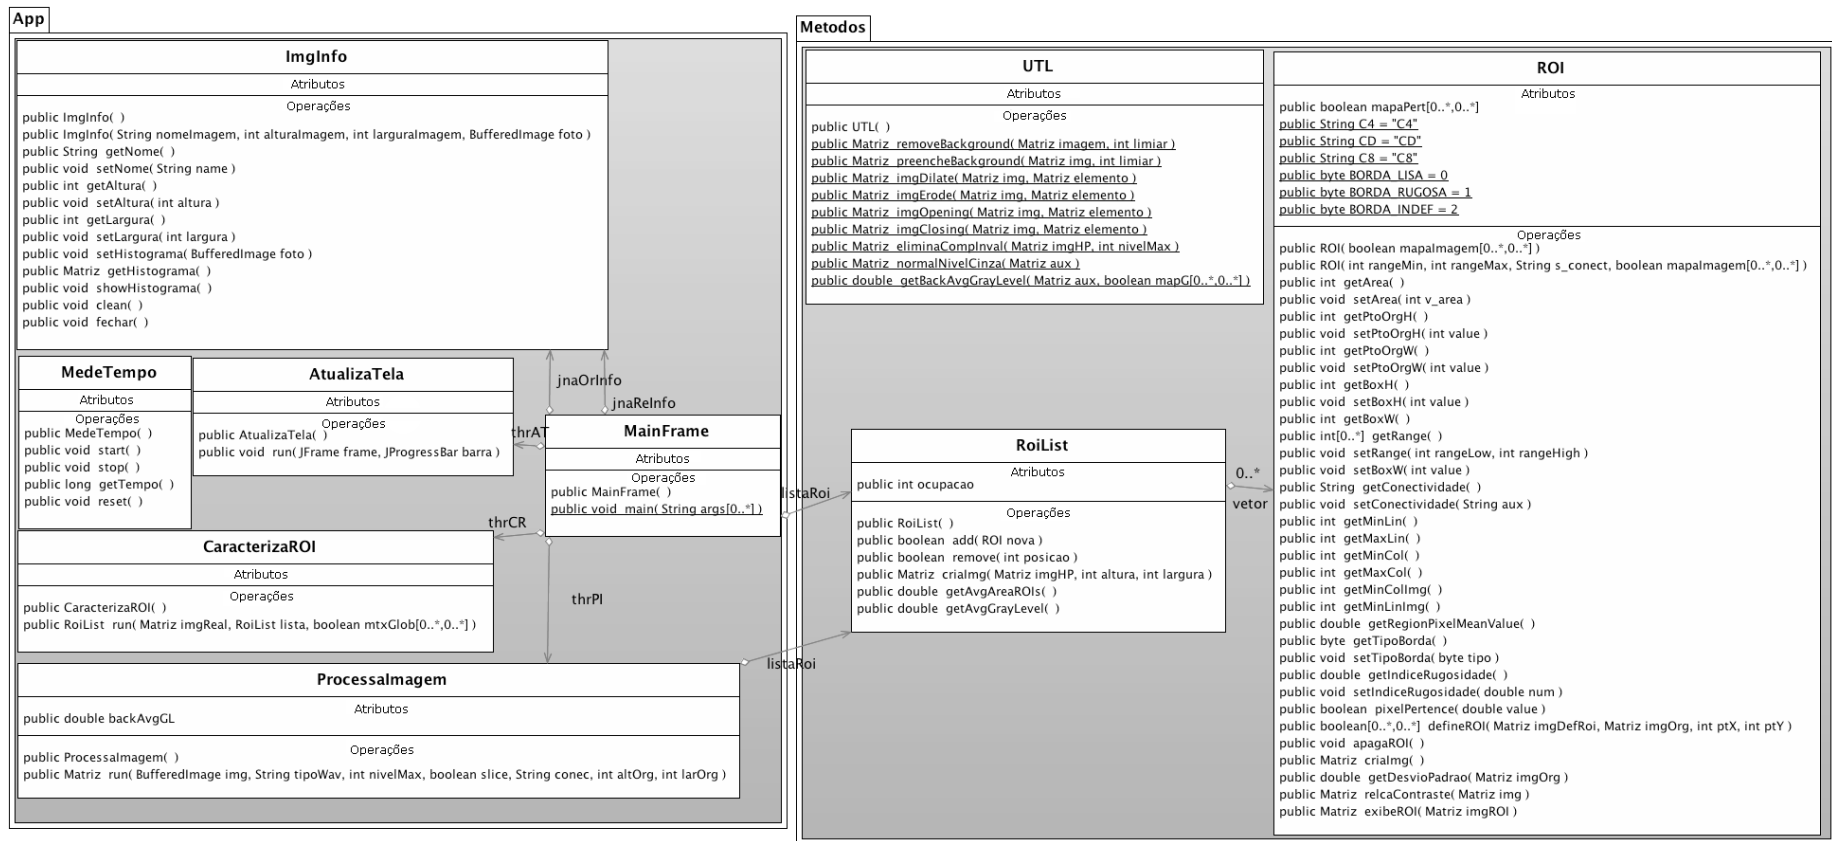 App
ImgInfo
Atributos
Operações
public ImgInfo( )
public ImgInfo( String nomeImagem, int alturaImagem, int larguraImagem, BufferedImage foto )
public String getNome( )
public void setNome( String name )
public int getAltura( )
public void setAltura( int altura )
public int getLargura( )
public void setLargura( int largura )
public void setHistograma( BufferedImage foto )
public Matriz getHistograma( )
public void showHistograma( )
public void clean( )
public void fechar( )
MedeTempo
Atributos
Operações
public MedeTempo( )
public void start( )
public void stop( )
public long getTempo( )
public void reset( )
AtualizaTela
Atributos
Operações
public AtualizaTela( )
public void run( JFrame frame, JProgressBar barra )
jnaOrInfo
jnaReInfo
thrAT
MainFrame
Atributos
Operações
public MainFrame( )
public void main( String args[0..*] )
thrCR
thrPI
CaracterizaROI
Atributos
Operações
public CaracterizaROI( )
public RoiList run( Matriz imgReal, RoiList lista, boolean mtxGlob[0..*,0..*] )
ProcessaImagem
Atributos
public double backAvgGL
Operações
public ProcessaImagem( )
public Matriz run( BufferedImage img, String tipoWav, int nivelMax, boolean slice, String conec, int altOrg, int larOrg )
listaRoi
listaRoi
Metodos
UTL
Atributos
Operações
public UTL( )
public Matriz removeBackground( Matriz imagem, int limiar )
public Matriz preencheBackground( Matriz img, int limiar )
public Matriz imgDilate( Matriz img, Matriz elemento )
public Matriz imgErode( Matriz img, Matriz elemento )
public Matriz imgOpening( Matriz img, Matriz elemento )
public Matriz imgClosing( Matriz img, Matriz elemento )
public Matriz eliminaCompInval( Matriz imgHP, int nivelMax )
public Matriz normalNivelCinza( Matriz aux )
public double getBackAvgGrayLevel( Matriz aux, boolean mapG[0..*,0..*] )
RoiList
Atributos
public int ocupacao
Operações
public RoiList( )
public boolean add( ROI nova )
public boolean remove( int posicao )
public Matriz criaImg( Matriz imgHP, int altura, int largura )
public double getAvgAreaROIs( )
public double getAvgGrayLevel( )
0..*
vetor
ROI
Atributos
public boolean mapaPert[0..*,0..*]
public String C4 = "C4"
public String CD = "CD"
public String C8 = "C8"
public byte BORDA_LISA = 0
public byte BORDA_RUGOSA = 1
public byte BORDA_INDEF = 2
Operações
public ROI( boolean mapaImagem[0..*,0..*] )
public ROI( int rangeMin, int rangeMax, String s_conect, boolean mapaImagem[0..*,0..*] )
public int getArea( )
public void setArea( int v_area )
public int getPtoOrgH( )
public void setPtoOrgH( int value )
public int getPtoOrgW( )
public void setPtoOrgW( int value )
public int getBoxH( )
public void setBoxH( int value )
public int getBoxW( )
public int[0..*] getRange( )
public void setRange( int rangeLow, int rangeHigh )
public void setBoxW( int value )
public String getConectividade( )
public void setConectividade( String aux )
public int getMinLin( )
public int getMaxLin( )
public int getMinCol( )
public int getMaxCol( )
public int getMinColImg( )
public int getMinLinImg( )
public double getRegionPixelMeanValue( )
public byte getTipoBorda( )
public void setTipoBorda( byte tipo )
public double getIndiceRugosidade( )
public void setIndiceRugosidade( double num )
public boolean pixelPertence( double value )
public boolean[0..*,0..*] defineROI( Matriz imgDefRoi, Matriz imgOrg, int ptX, int ptY )
public void apagaROI( )
public Matriz criaImg( )
public double getDesvioPadrao( Matriz imgOrg )
public Matriz relcaContraste( Matriz img )
public Matriz exibeROI( Matriz imgROI )